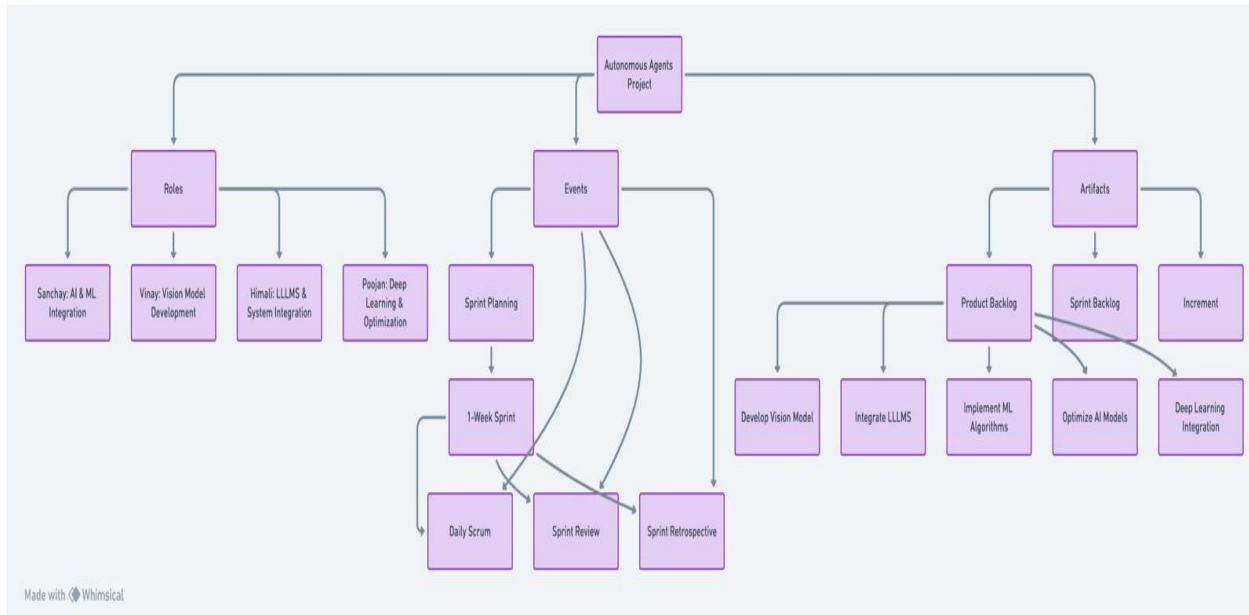 Autonomous Agents
Project
Roles
Events
Artifacts
Sanchay: AI & ML
Integration
Vinay: Vision Model
Development
Himali: LLLMS &
System Integration
Poojan: Deep
Learning &
Optimization
Sprint Planning
Product Backlog
Sprint Backlog
Increment
1-Week Sprint
Develop Vision Model
Integrate LLLMS
Implement ML
Algorithms
Optimize AI Models
Deep Learning
Integration
Daily Scrum
Sprint Review
Sprint Retrospective
Made with Whimsical